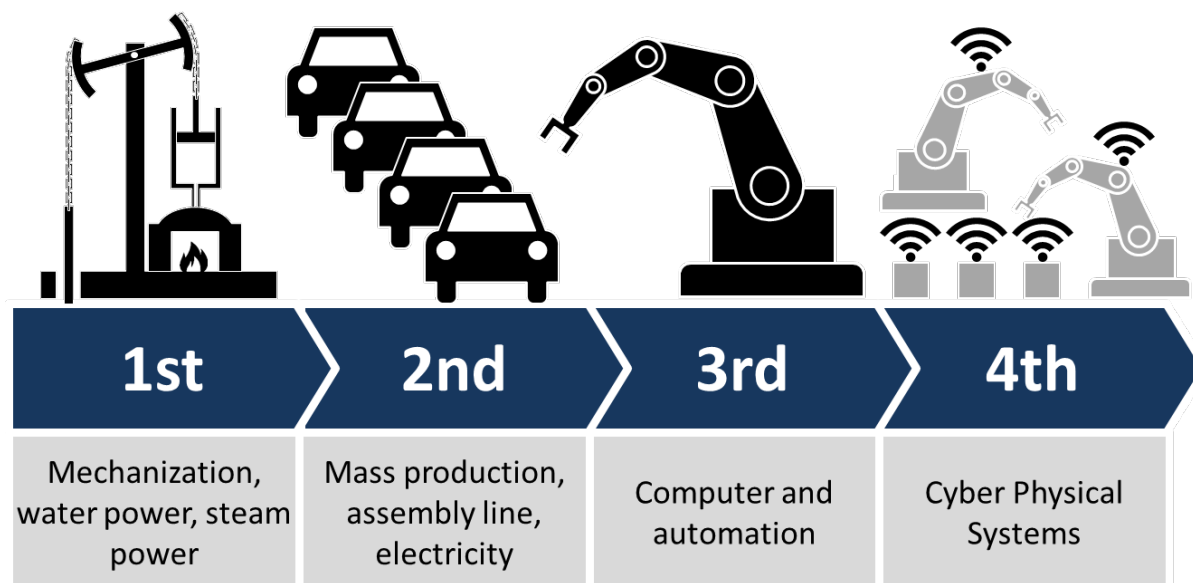 1st
2nd
3rd
4th
Mechanization,
water power, steam
power
Mass production,
assembly line,
electricity
Computer and
automation
Cyber Physical
Systems